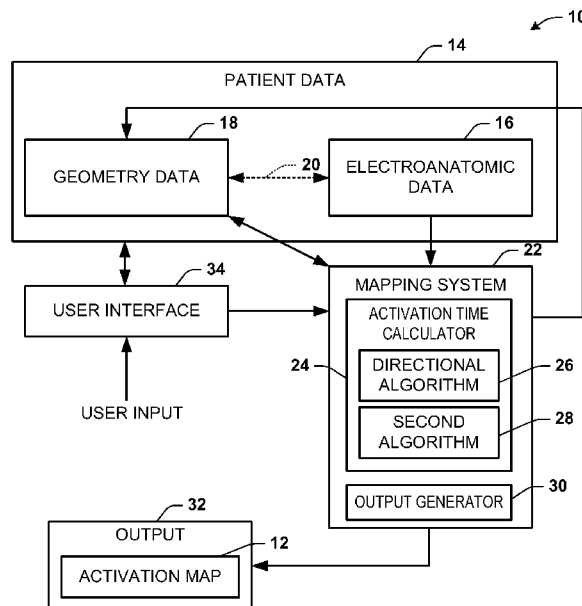 10
14
PATIENT DATA
18
16
GEOMETRY DATA
20
ELECTROANATOMIC
DATA
22
34
USER INTERFACE
USER INPUT
MAPPING SYSTEM
ACTIVATION TIME
CALCULATOR
24
DIRECTIONAL
ALGORITHM
26
SECOND
ALGORITHM
28
30
OUTPUT GENERATOR
32
OUTPUT
12
ACTIVATION MAP